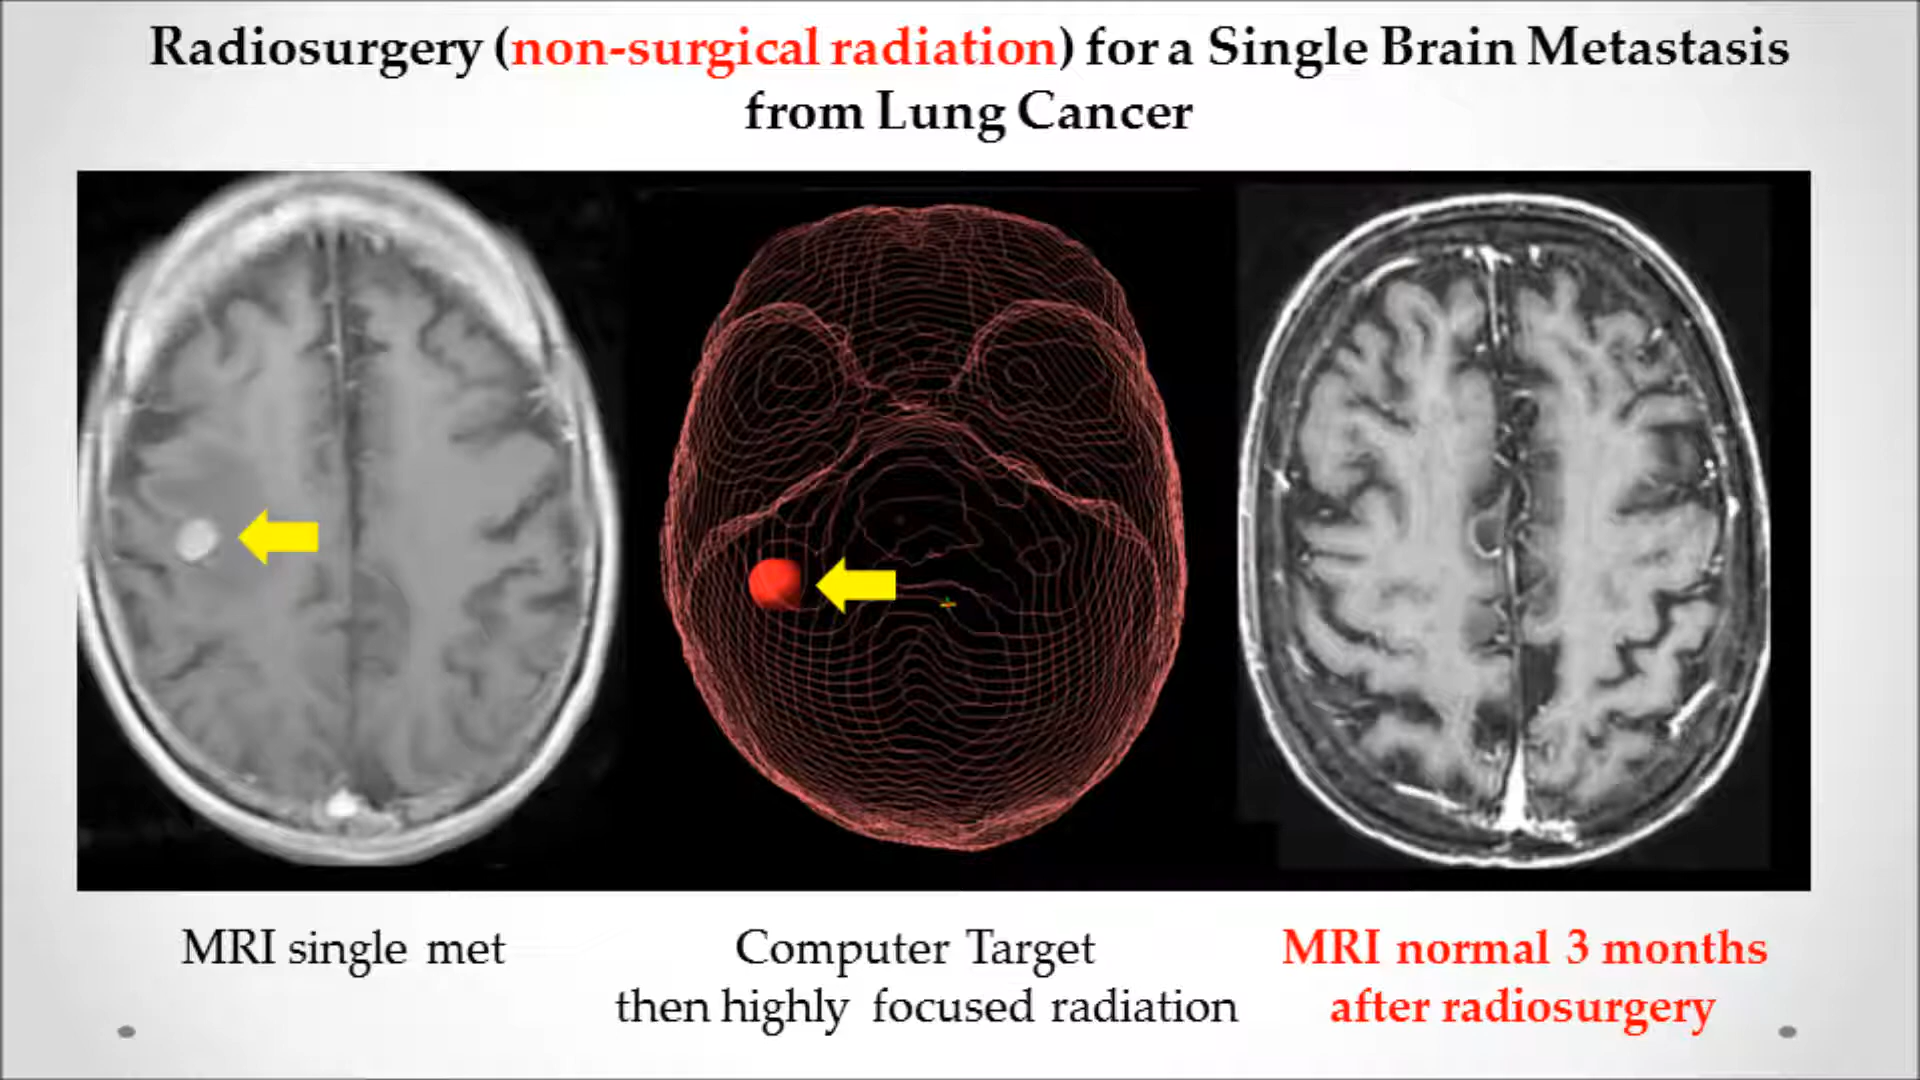 Radiosurgery (non-surgical radiation) for a Single Brain Metastasis
from Lung Cancer
MRI single met
Computer Target
then highly focused radiation
MRI normal 3 months
after radiosurgery